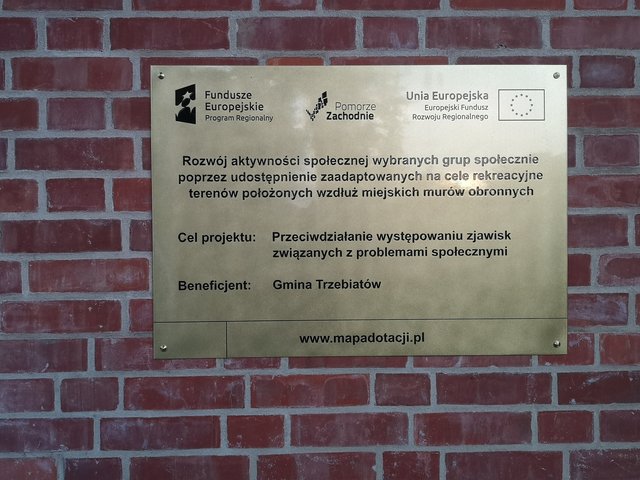 Fundusze
Europejskie
Program Regionalny
Pomorze
Zachodnie
Unia Europejska
Europejski Fundusz
Rozwoju Regionalnego
Rozwój aktywności społecznej wybranych grup społecznie
poprzez udostępnienie zaadaptowanych na cele rekreacyjne
terenów położonych wzdłuż miejskich murów obronnych
Cel projektu: Przeciwdziałanie występowaniu zjawisk
związanych z problemami społecznymi
Beneficjent: Gmina Trzebiatów
www.mapadotacji.pl